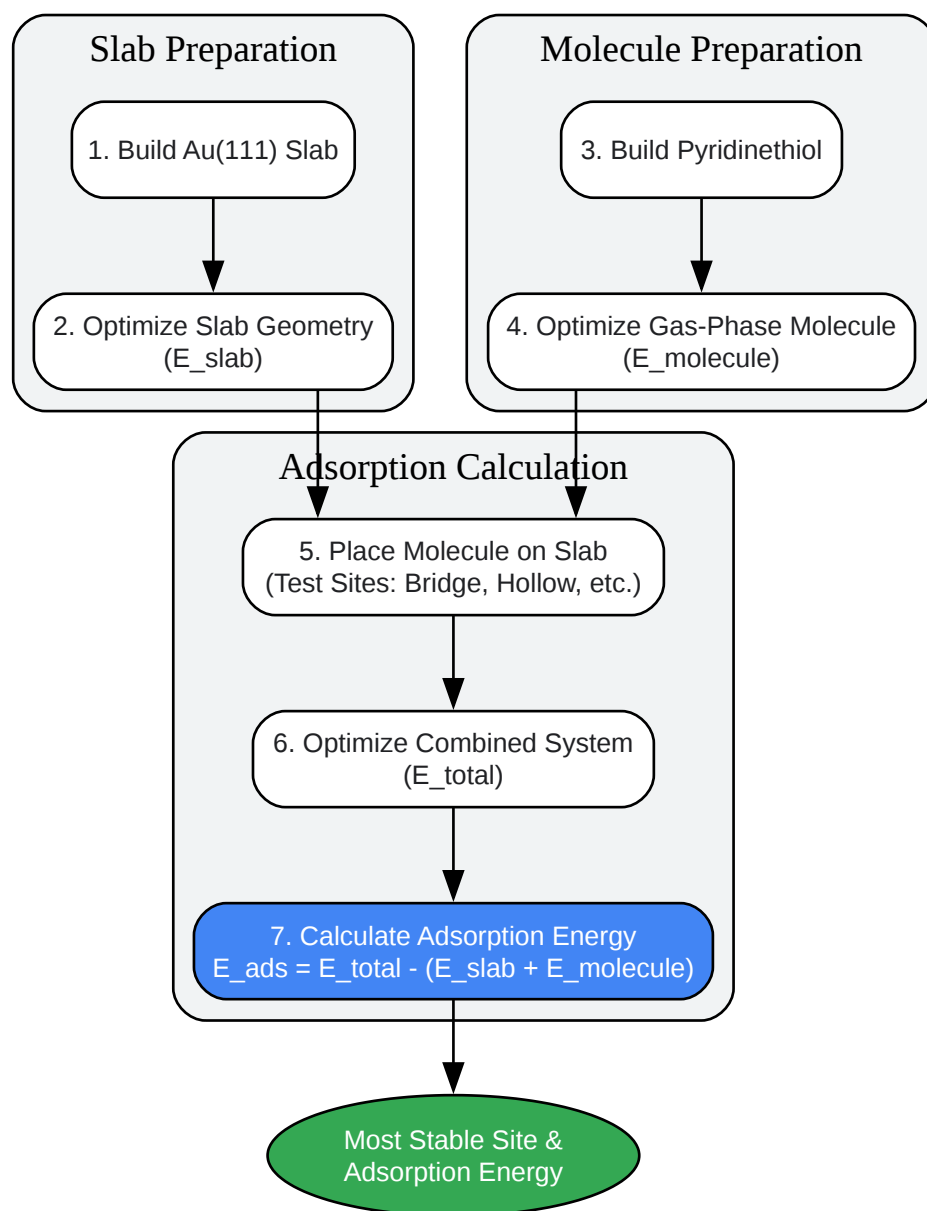 Slab Preparation
1. Build Au(111) Slab
2. Optimize Slab Geometry
(E_slab)
Molecule Preparation
3. Build Pyridinethiol
4. Optimize Gas-Phase Molecule
(E_molecule)
Adsorption Calculation
5. Place Molecule on Slab
(Test Sites: Bridge, Hollow, etc.)
6. Optimize Combined System
(E_total)
7. Calculate Adsorption Energy
E_ads = E_total - (E_slab + E_molecule)
Most Stable Site &
Adsorption Energy